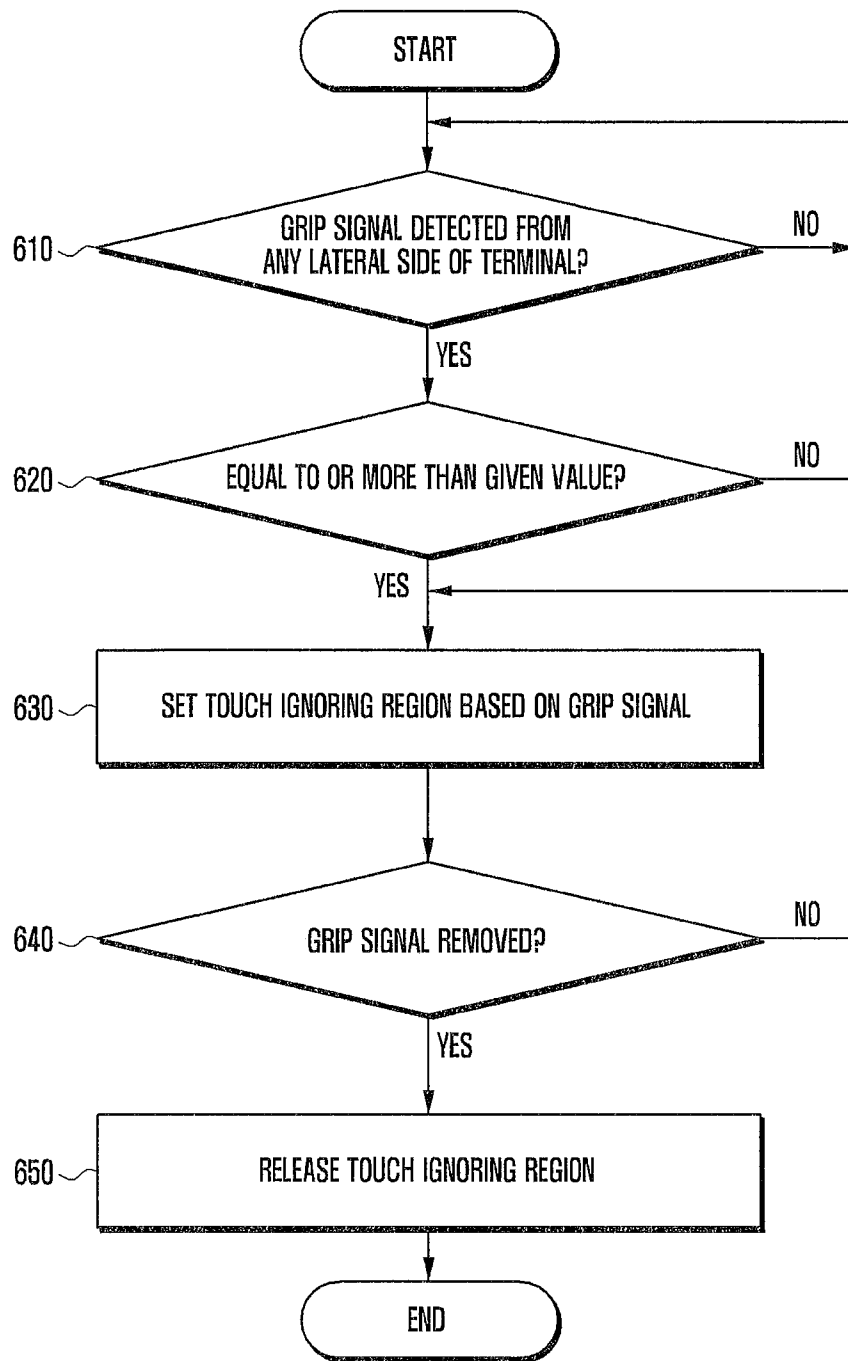 START
610
GRIP SIGNAL DETECTED FROM
ANY LATERAL SIDE OF TERMINAL?
NO
YES
620
EQUAL TO OR MORE THAN GIVEN VALUE?
NO
YES
630
SET TOUCH IGNORING REGION BASED ON GRIP SIGNAL
640
GRIP SIGNAL REMOVED?
NO
YES
650
RELEASE TOUCH IGNORING REGION
END